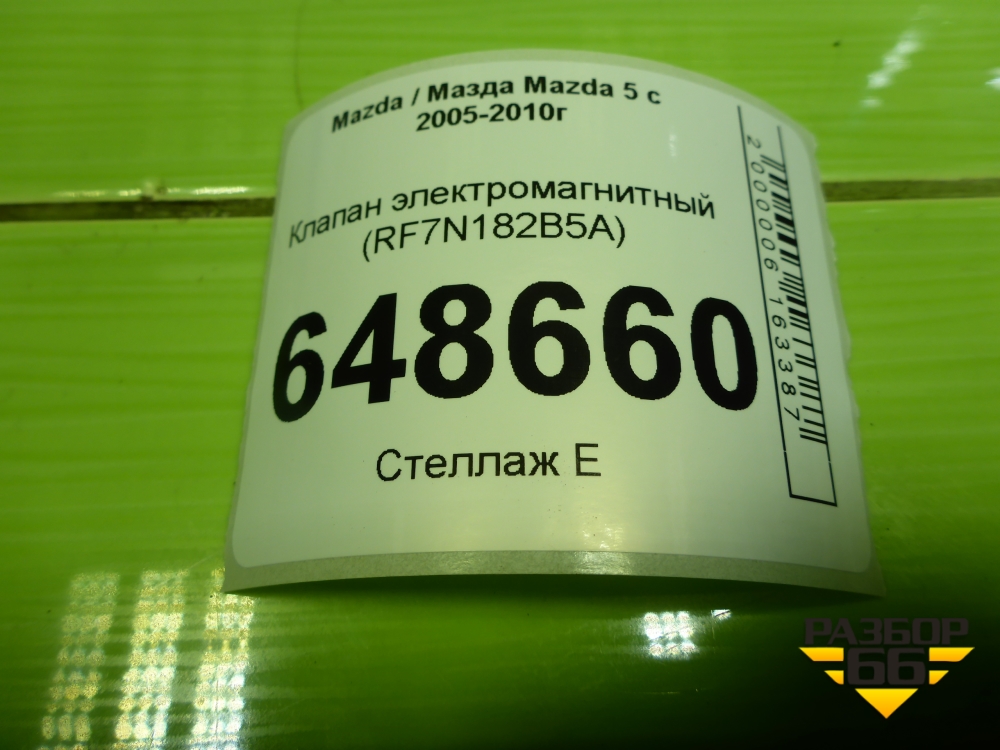 Mazda / Мазда Mazda 5 с
2005-2010г
Клапан электромагнитный
(RF7N182B5A)
648660
Стеллаж Е
2000006163387
РАЗБОР
66